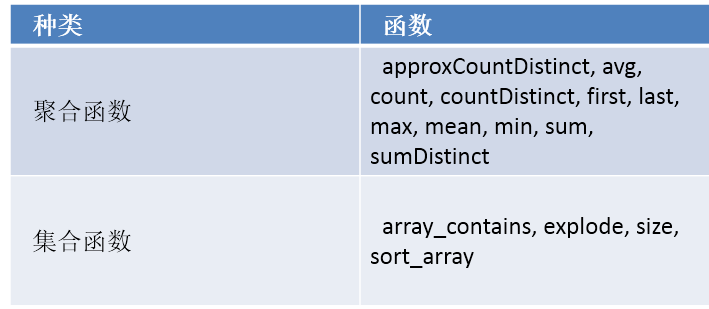 种类 函数
聚合函数
approxCountDistinct, avg,
count, countDistinct, first, last,
max, mean, min, sum,
sumDistinct
集合函数
array_contains, explode, size,
sort_array